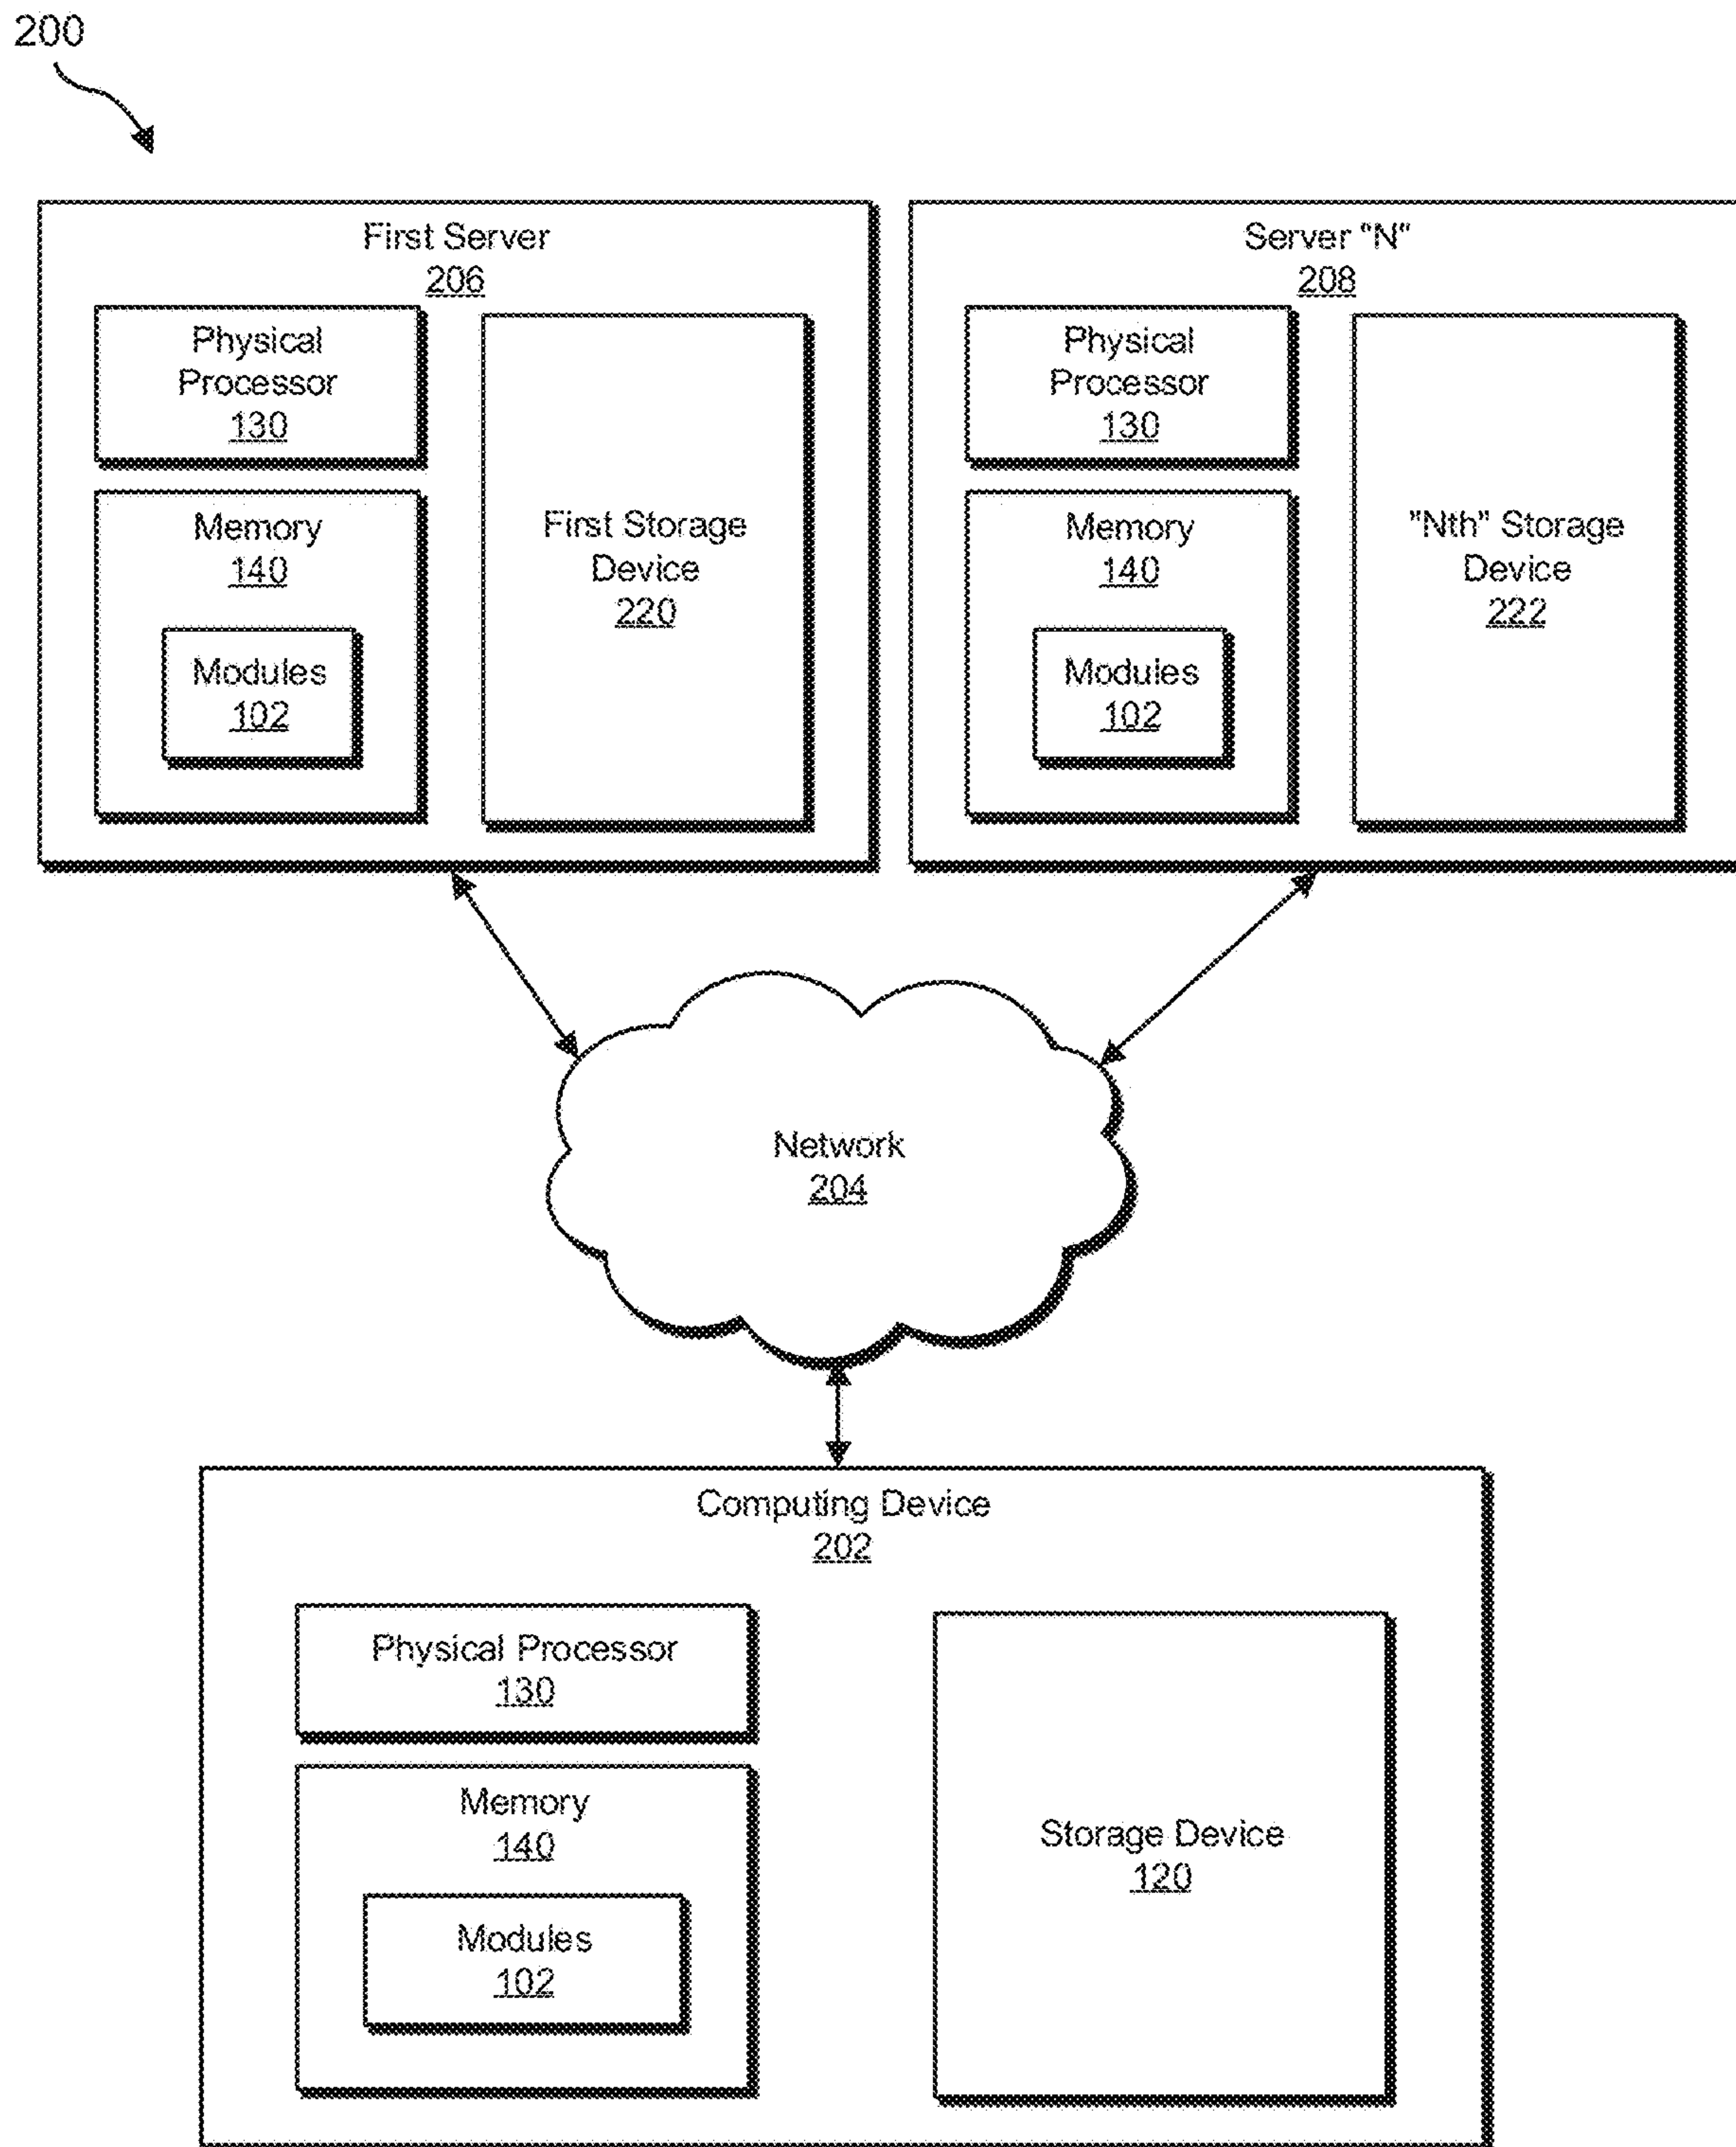 200
First Server
206
Physical
Processor
130
Memory
140
Modules
102
First Storage
Device
220
Server "N"
208
Physical
Processor
130
Memory
140
Modules
102
"Nth" Storage
Device
222
Network
204
Computing Device
202
Physical Processor
130
Memory
140
Modules
102
Storage Device
120